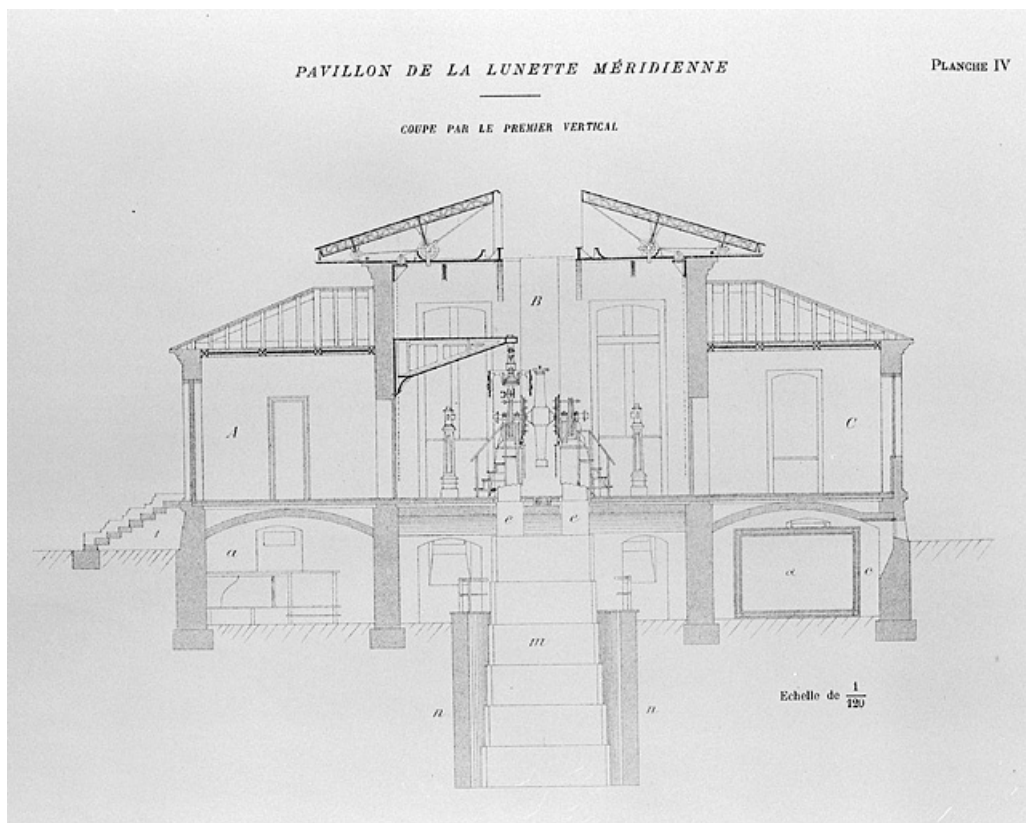 PAVILLON DE LA LUNETTE MÉRIDIENNE
PLANCHE IV
COUPE PAR LE PREMIER VERTICAL
B
A
C
t
e e
a
α
c
m
n n
Echelle de 1/120